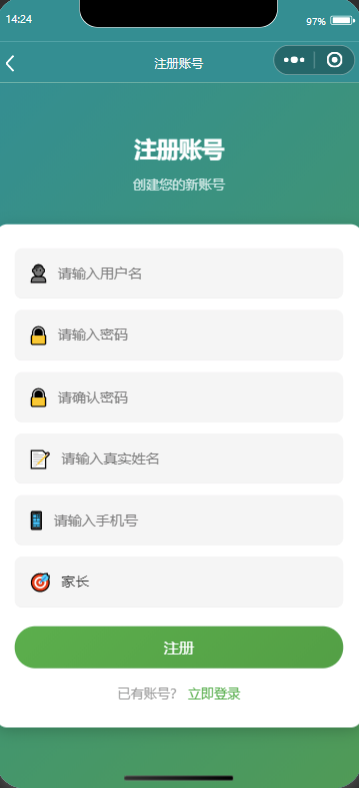 14:24
97%
注册账号
注册账号
创建您的新账号
请输入用户名
请输入密码
请确认密码
请输入真实姓名
请输入手机号
家长
注册
已有账号? 立即登录